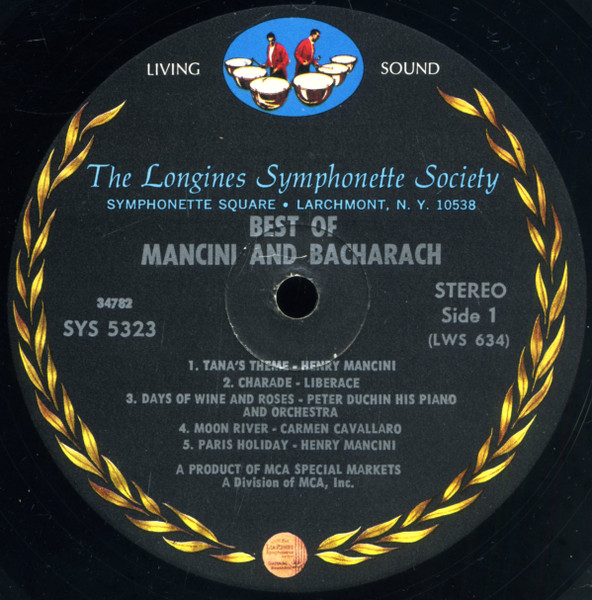 LIVING SOUND
The Longines Symphonette Society
SYMPHONETTE SQUARE • LARCHMONT, N. Y. 10538
BEST OF
MANCINI AND BACHARACH
34782
SYS 5323
STEREO
Side 1
(LWS 634)
1. TANA'S THEME - HENRY MANCINI
2. CHARADE - LIBERACE
3. DAYS OF WINE AND ROSES - PETER DUCHIN HIS PIANO
AND ORCHESTRA
4. MOON RIVER - CARMEN CAVALLARO
5. PARIS HOLIDAY - HENRY MANCINI
A PRODUCT OF MCA SPECIAL MARKETS
A Division of MCA, Inc.